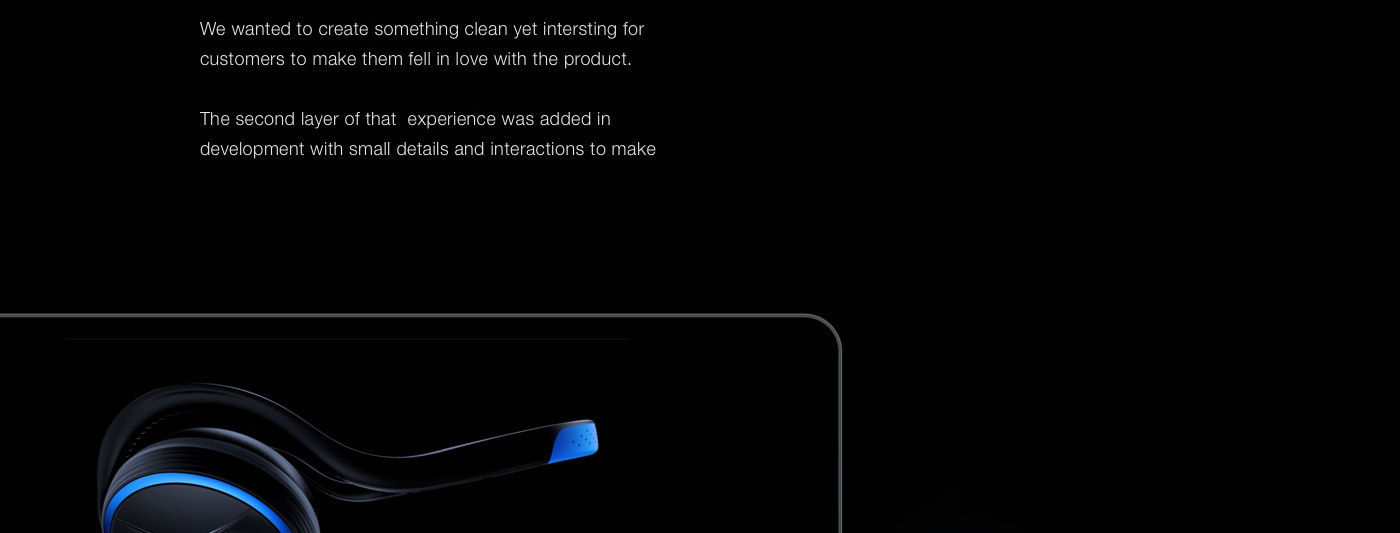 We wanted to create something clean yet intersting for
customers to make them fell in love with the product.
The second layer of that  experience was added in
development with small details and interactions to make